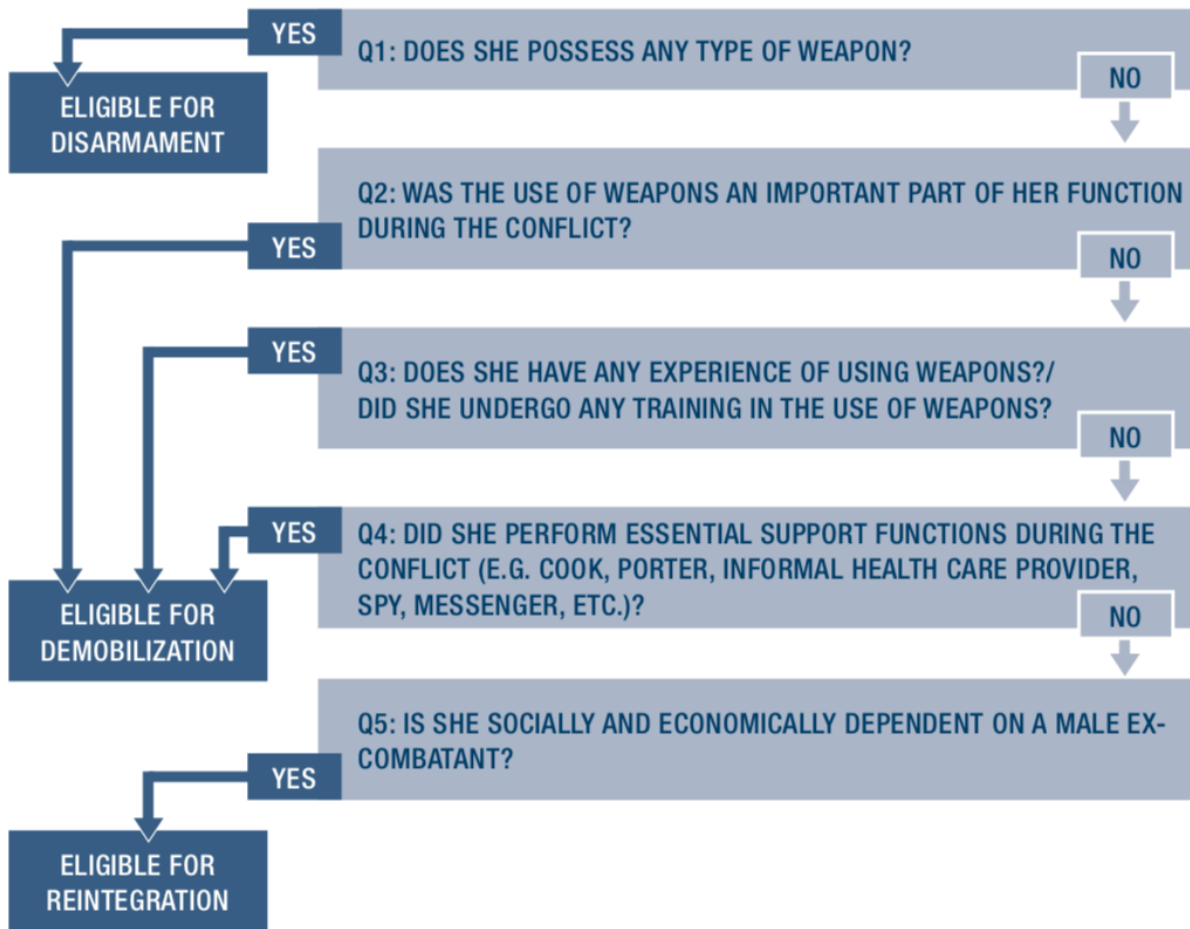 YES
Q1: DOES SHE POSSESS ANY TYPE OF WEAPON?
NO
ELIGIBLE FOR
DISARMAMENT
Q2: WAS THE USE OF WEAPONS AN IMPORTANT PART OF HER FUNCTION
DURING THE CONFLICT?
YES
NO
YES
Q3: DOES SHE HAVE ANY EXPERIENCE OF USING WEAPONS?/
DID SHE UNDERGO ANY TRAINING IN THE USE OF WEAPONS?
NO
YES
Q4: DID SHE PERFORM ESSENTIAL SUPPORT FUNCTIONS DURING THE
CONFLICT (E.G. COOK, PORTER, INFORMAL HEALTH CARE PROVIDER,
SPY, MESSENGER, ETC.)?
NO
ELIGIBLE FOR
DEMOBILIZATION
Q5: IS SHE SOCIALLY AND ECONOMICALLY DEPENDENT ON A MALE EX-
COMBATANT?
YES
ELIGIBLE FOR
REINTEGRATION